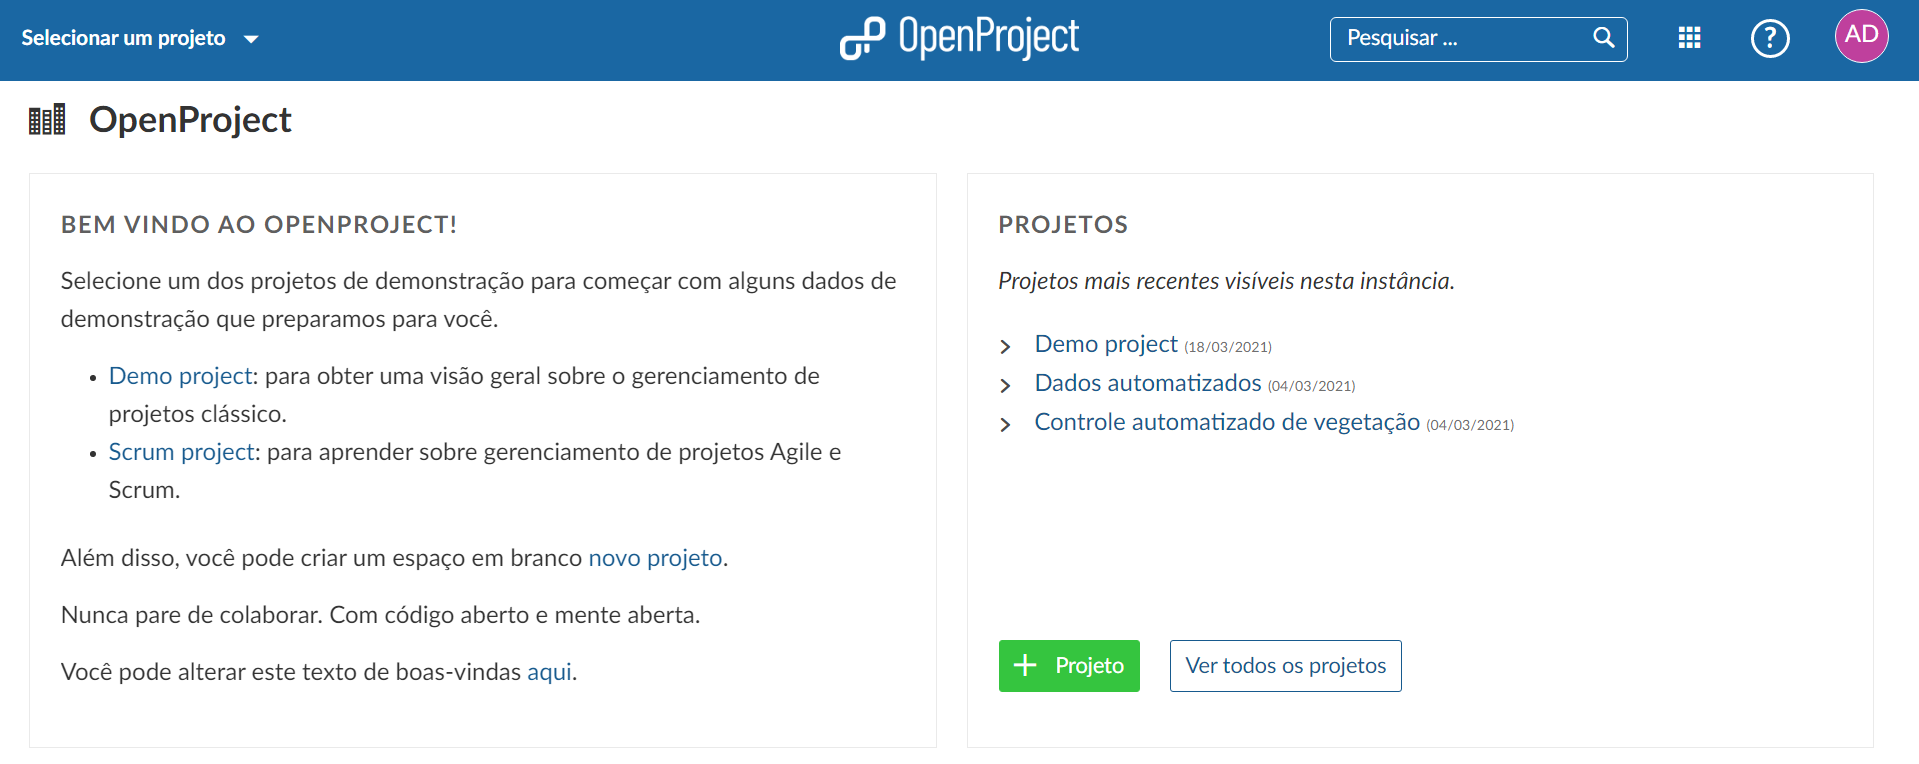 Selecionar um projeto
OpenProject
Pesquisar ...
?
AD
OpenProject
BEM VINDO AO OPENPROJECT!
Selecione um dos projetos de demonstração para começar com alguns dados de
demonstração que preparamos para você.
• Demo project: para obter uma visão geral sobre o gerenciamento de
projetos clássico.
• Scrum project: para aprender sobre gerenciamento de projetos Agile e
Scrum.
Além disso, você pode criar um espaço em branco novo projeto.
Nunca pare de colaborar. Com código aberto e mente aberta.
Você pode alterar este texto de boas-vindas aqui.
PROJETOS
Projetos mais recentes visíveis nesta instância.
Demo project (18/03/2021)
Dados automatizados (04/03/2021)
Controle automatizado de vegetação (04/03/2021)
+ Projeto
Ver todos os projetos